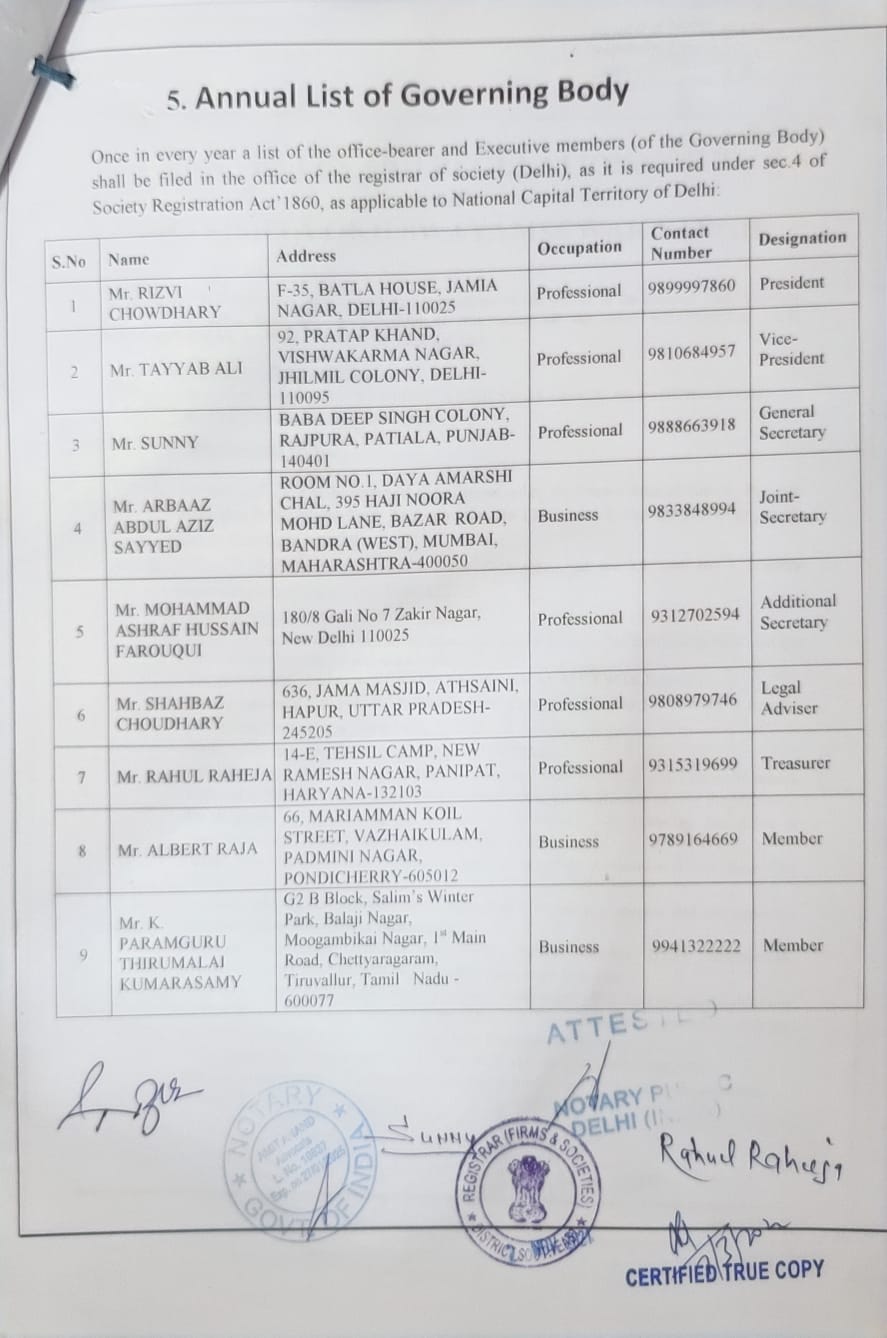 5. Annual List of Governing Body
Once in every year a list of the office-bearer and Executive members (of the Governing Body)
shall be filed in the office of the registrar of society (Delhi), as it is required under sec.4 of
Society Registration Act'1860, as applicable to National Capital Territory of Delhi:
S.No Name Address Occupation Contact Number Designation
1 Mr. RIZVI CHOWDHARY F-35, BATLA HOUSE, JAMIA NAGAR, DELHI-110025 Professional 9899997860 President
2 Mr. TAYYAB ALI 92, PRATAP KHAND, VISHWAKARMA NAGAR, JHILMIL COLONY, DELHI-110095 Professional 9810684957 Vice-President
3 Mr. SUNNY BABA DEEP SINGH COLONY, RAJPURA, PATIALA, PUNJAB-140401 Professional 9888663918 General Secretary
4 Mr. ARBAAZ ABDUL AZIZ SAYYED ROOM NO.1, DAYA AMARSHI CHAL, 395 HAJI NOORA MOHD LANE, BAZAR ROAD, BANDRA (WEST), MUMBAI, MAHARASHTRA-400050 Business 9833848994 Joint-Secretary
5 Mr. MOHAMMAD ASHRAF HUSSAIN FAROUQUI 180/8 Gali No 7 Zakir Nagar, New Delhi 110025 Professional 9312702594 Additional Secretary
6 Mr. SHAHBAZ CHOUDHARY 636, JAMA MASJID, ATHSAINI, HAPUR, UTTAR PRADESH-245205 Professional 9808979746 Legal Adviser
7 Mr. RAHUL RAHEJA 14-E, TEHSIL CAMP, NEW RAMESH NAGAR, PANIPAT, HARYANA-132103 Professional 9315319699 Treasurer
8 Mr. ALBERT RAJA 66, MARIAMMAN KOIL STREET, VAZHAIKULAM, PADMINI NAGAR, PONDICHERRY-605012 Business 9789164669 Member
9 Mr. K. PARAMGURU THIRUMALAI KUMARASAMY G2 B Block, Salim's Winter Park, Balaji Nagar, Moogambikai Nagar, 1st Main Road, Chettyaragaram, Tiruvallur, Tamil Nadu - 600077 Business 9941322222 Member
ATTESTED
NOTARY
GOVT. OF INDIA
Advocate
SUNNY
NOTARY
DELHI
REGISTRAR (FIRMS & SOCIETIES)
Rahul Raheja
CERTIFIED TRUE COPY